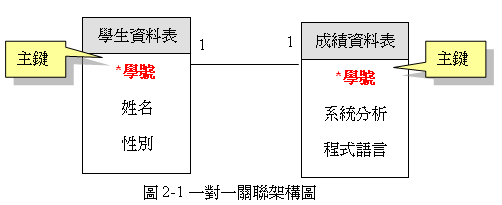 學生資料表
*學號
姓名
性別
主鍵
1
1
成績資料表
*學號
系統分析
程式語言
主鍵
圖 2-1 一對一關聯架構圖